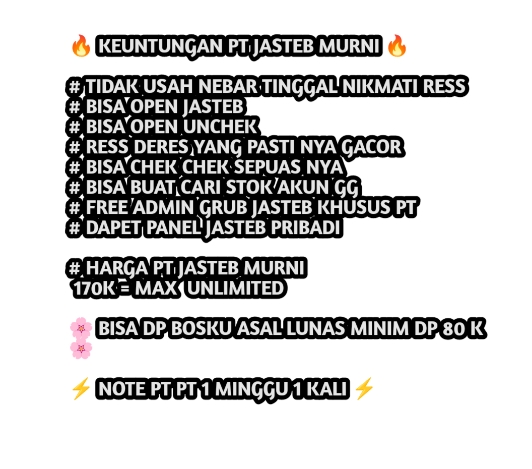 🔥 KEUNTUNGAN PT JASTEB MURNI 🔥
# TIDAK USAH NEBAR TINGGAL NIKMATI RESS
# BISA OPEN JASTEB
# BISA OPEN UNCHEK
# RESS DERES YANG PASTI NYA GACOR
# BISA CHEK CHEK SEPUAS NYA
# BISA BUAT CARI STOK AKUN GG
# FREE ADMIN GRUB JASTEB KHUSUS PT
# DAPET PANEL JASTEB PRIBADI
# HARGA PT JASTEB MURNI
170K = MAX UNLIMITED
🌸 BISA DP BOSKU ASAL LUNAS MINIM DP 80 K
🌸
⚡ NOTE PT PT 1 MINGGU 1 KALI ⚡